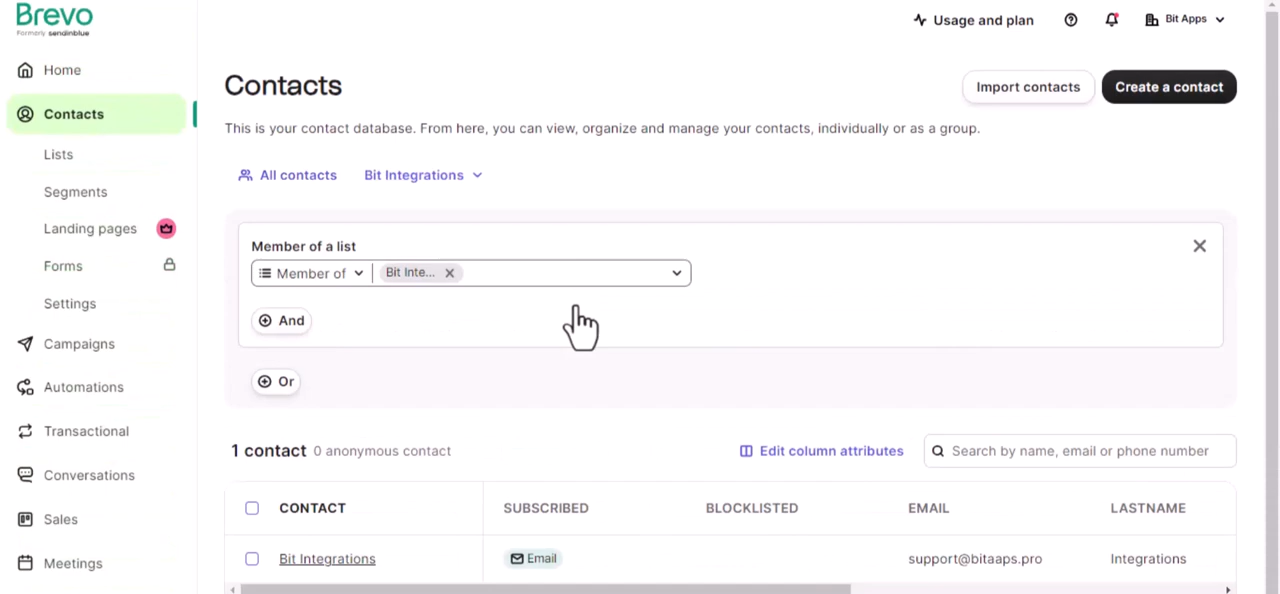 Brevo
Formerly sendinblue
Usage and plan
Bit Apps
Home
Contacts
Lists
Segments
Landing pages
Forms
Settings
Campaigns
Automations
Transactional
Conversations
Sales
Meetings
Contacts
Import contacts
Create a contact
This is your contact database. From here, you can view, organize and manage your contacts, individually or as a group.
All contacts
Bit Integrations
Member of a list
Member of
Bit Inte...
And
Or
1 contact 0 anonymous contact
Edit column attributes
Search by name, email or phone number
CONTACT SUBSCRIBED BLOCKLISTED EMAIL LASTNAME
Bit Integrations Email support@bitaaps.pro Integrations